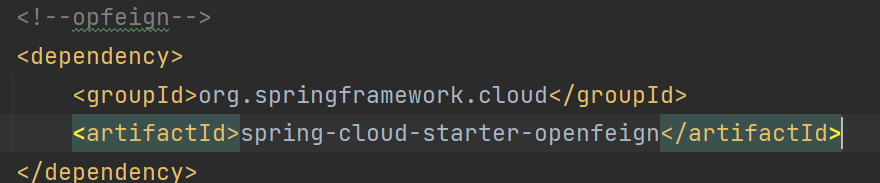 <!--opfeign-->
<dependency>
<groupId>org.springframework.cloud</groupId>
<artifactId>spring-cloud-starter-openfeign</artifactId>
</dependency>